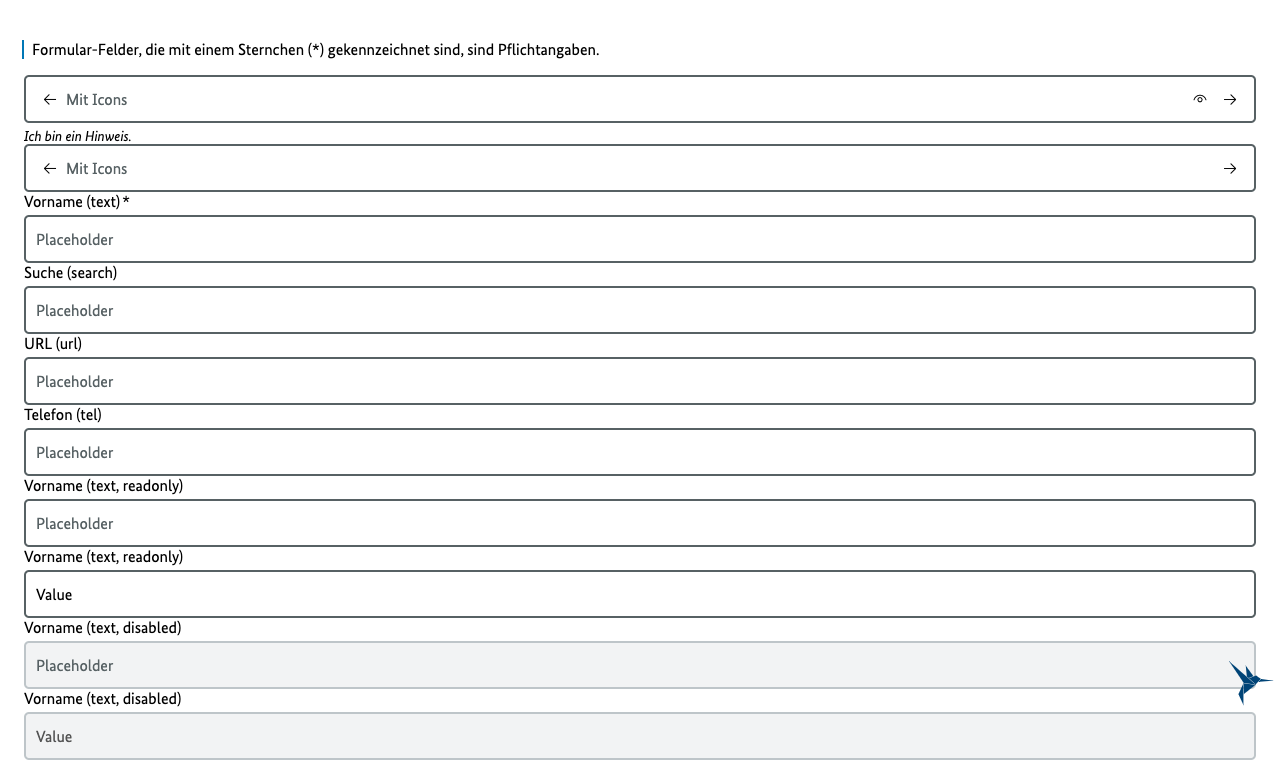 Formular-Felder, die mit einem Sternchen (*) gekennzeichnet sind, sind Pflichtangaben.
Mit Icons
Ich bin ein Hinweis.
Mit Icons
Vorname (text)*
Placeholder
Suche (search)
Placeholder
URL (url)
Placeholder
Telefon (tel)
Placeholder
Vorname (text, readonly)
Placeholder
Vorname (text, readonly)
Value
Vorname (text, disabled)
Placeholder
Vorname (text, disabled)
Value